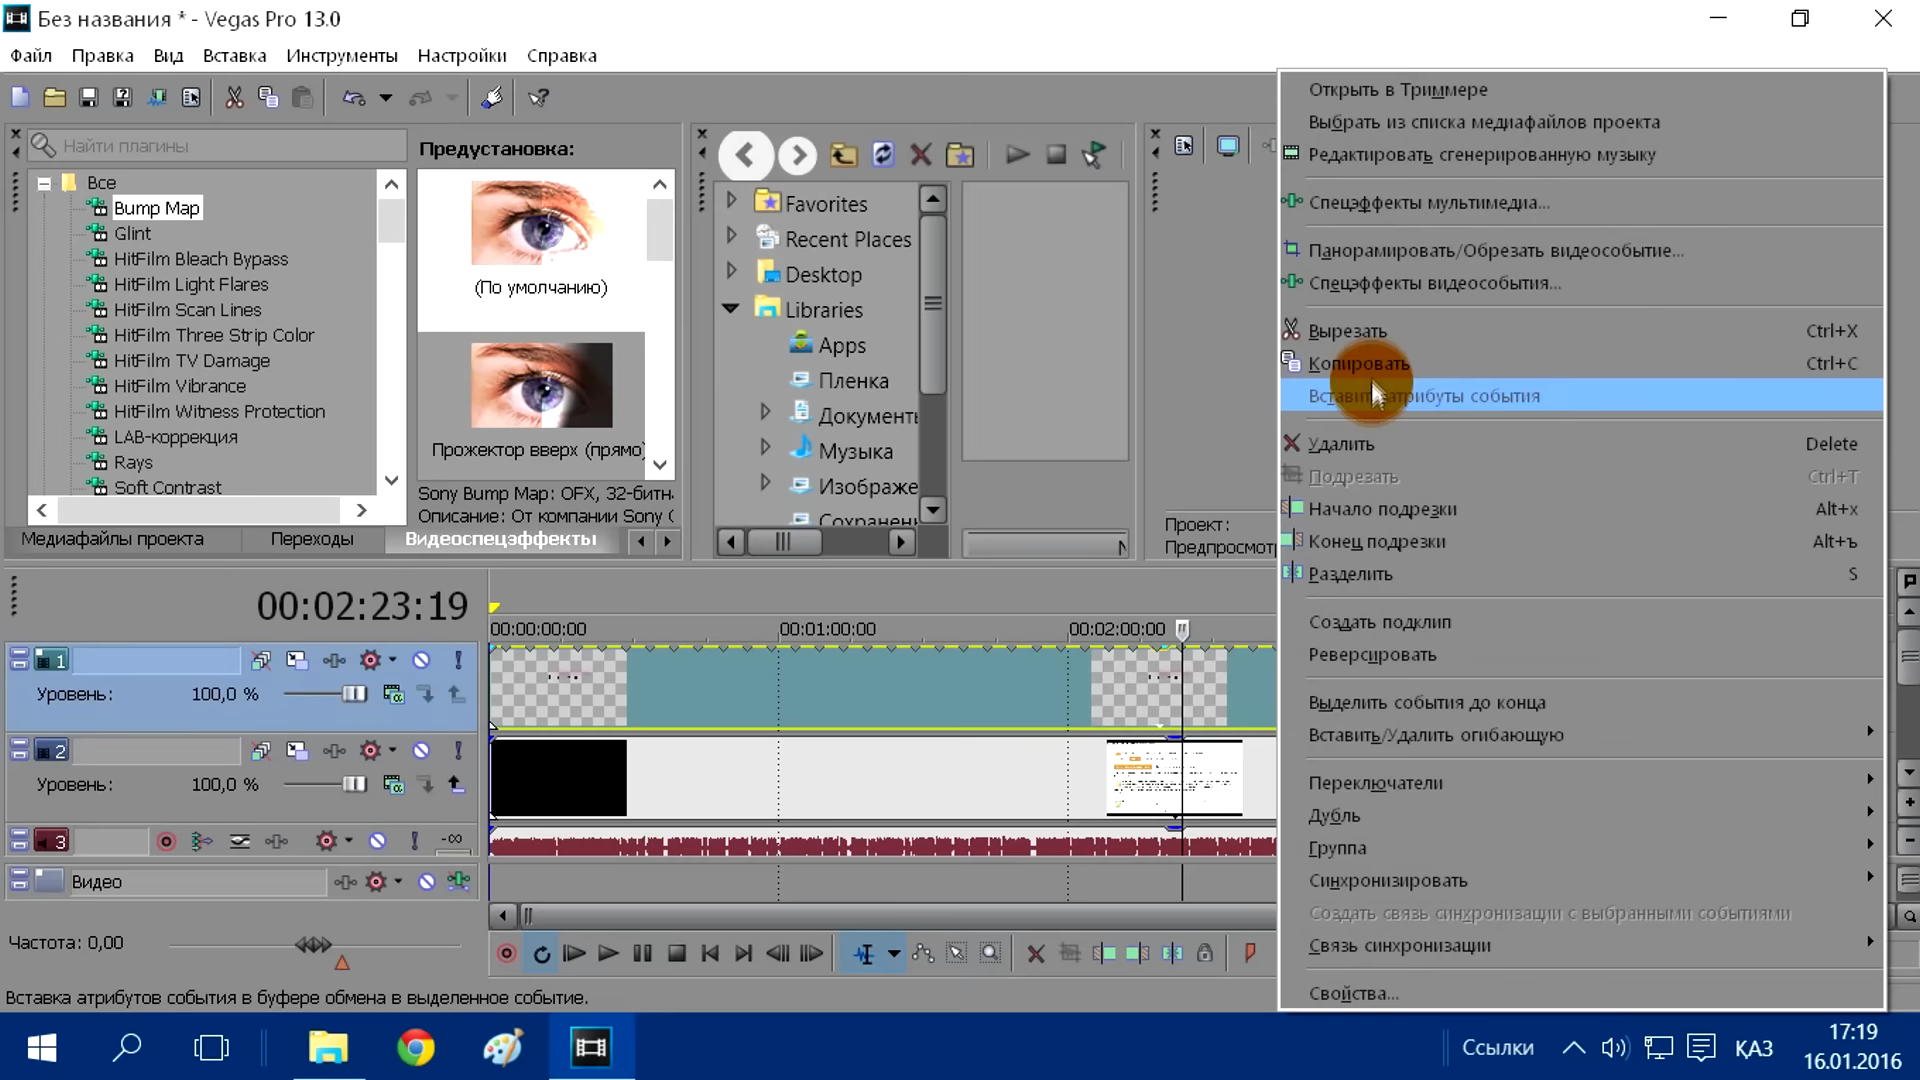 Без названия * - Vegas Pro 13.0
Файл Правка Вид Вставка Инструменты Настройки Справка
Найти плагины
Все
Bump Map
Glint
HitFilm Bleach Bypass
HitFilm Light Flares
HitFilm Scan Lines
HitFilm Three Strip Color
HitFilm TV Damage
HitFilm Vibrance
HitFilm Witness Protection
LAB-коррекция
Rays
Soft Contrast
Предустановка:
(По умолчанию)
Прожектор вверх (прямо)
Sony Bump Map: OFX, 32-битн
Описание: От компании Sony
Медиафайлы проекта Переходы Видеоспецэффекты
Favorites
Recent Places
Desktop
Libraries
Apps
Пленка
Документы
Музыка
Изображе
Сохранен
Проект:
Предпросмотр
Открыть в Триммере
Выбрать из списка медиафайлов проекта
Редактировать сгенерированную музыку
Спецэффекты мультимедиа...
Панорамировать/Обрезать видеособытие...
Спецэффекты видеособытия...
Вырезать Ctrl+X
Копировать Ctrl+C
Вставить атрибуты события
Удалить Delete
Подрезать Ctrl+T
Начало подрезки Alt+х
Конец подрезки Alt+ъ
Разделить S
Создать подклип
Реверсировать
Выделить события до конца
Вставить/Удалить огибающую
Переключатели
Дубль
Группа
Синхронизировать
Создать связь синхронизации с выбранными событиями
Связь синхронизации
Свойства...
00:02:23:19
00:00:00:00 00:01:00:00 00:02:00:00
1
Уровень: 100,0 %
2
Уровень: 100,0 %
3 -∞
Видео
Частота: 0,00
Вставка атрибутов события в буфере обмена в выделенное событие.
Ссылки ҚАЗ 17:19
16.01.2016